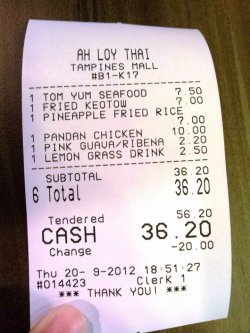 AH LOY THAI
TAMPINES MALL
#B1-K17
1 TOM YUM SEAFOOD 7.50
1 FRIED KEOTOW 7.00
1 PINEAPPLE FRIED RICE
7.00
1 PANDAN CHICKEN 10.00
1 PINK GUAVA/RIBENA 2.20
1 LEMON GRASS DRINK 2.50
SUBTOTAL 36.20
6 Total 36.20
Tendered 56.20
CASH 36.20
Change -20.00
Thu 20- 9-2012 18:51:27
#014423 Clerk 1
*** THANK YOU! ***